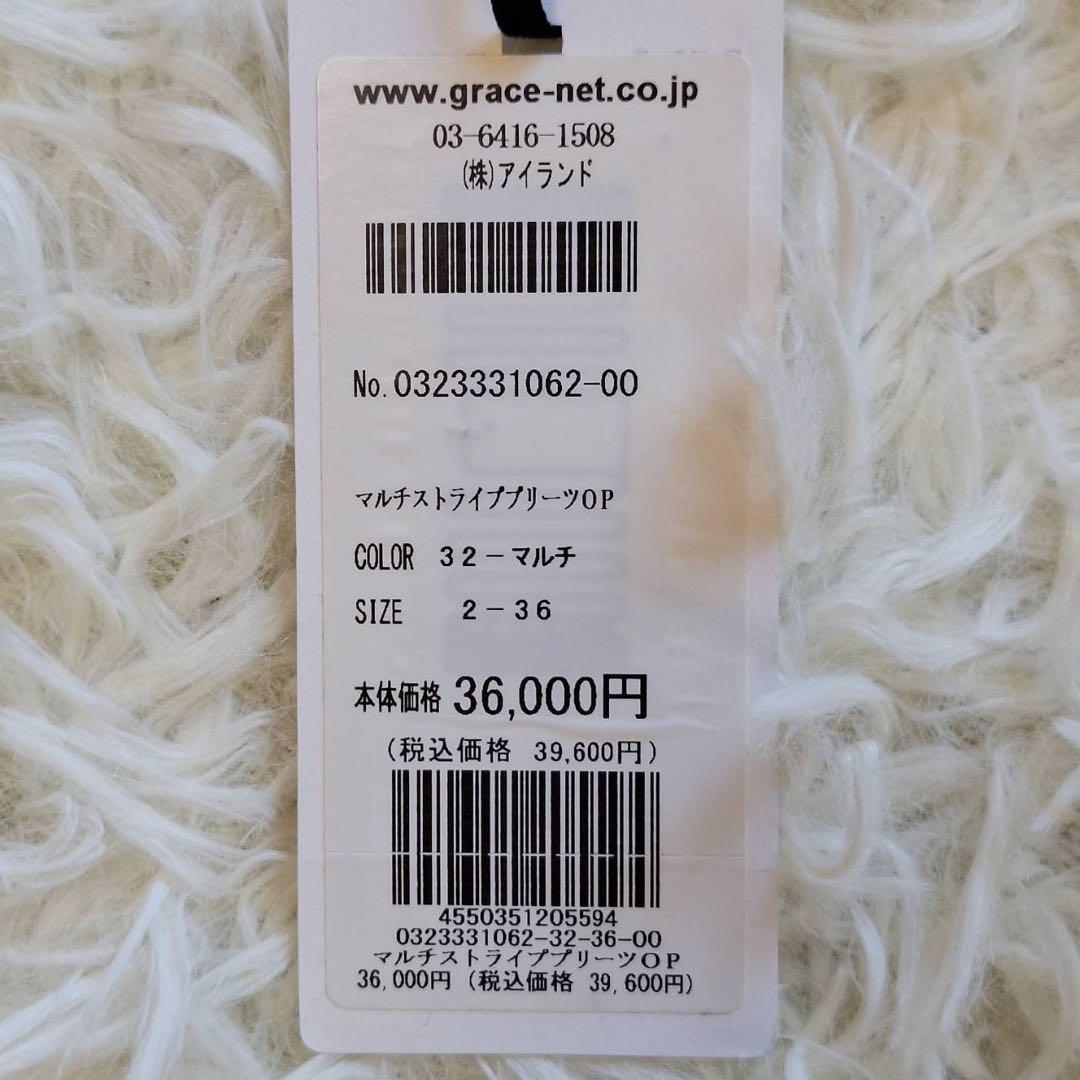 www.grace-net.co.jp
03-6416-1508
(株)アイランド
No.0323331062-00
マルチストライププリーツOP
COLOR 32-マルチ
SIZE 2-36
本体価格 36,000円
(税込価格 39,600円)
4550351205594
0323331062-32-36-00
マルチストライププリーツOP
36,000円 (税込価格 39,600円)